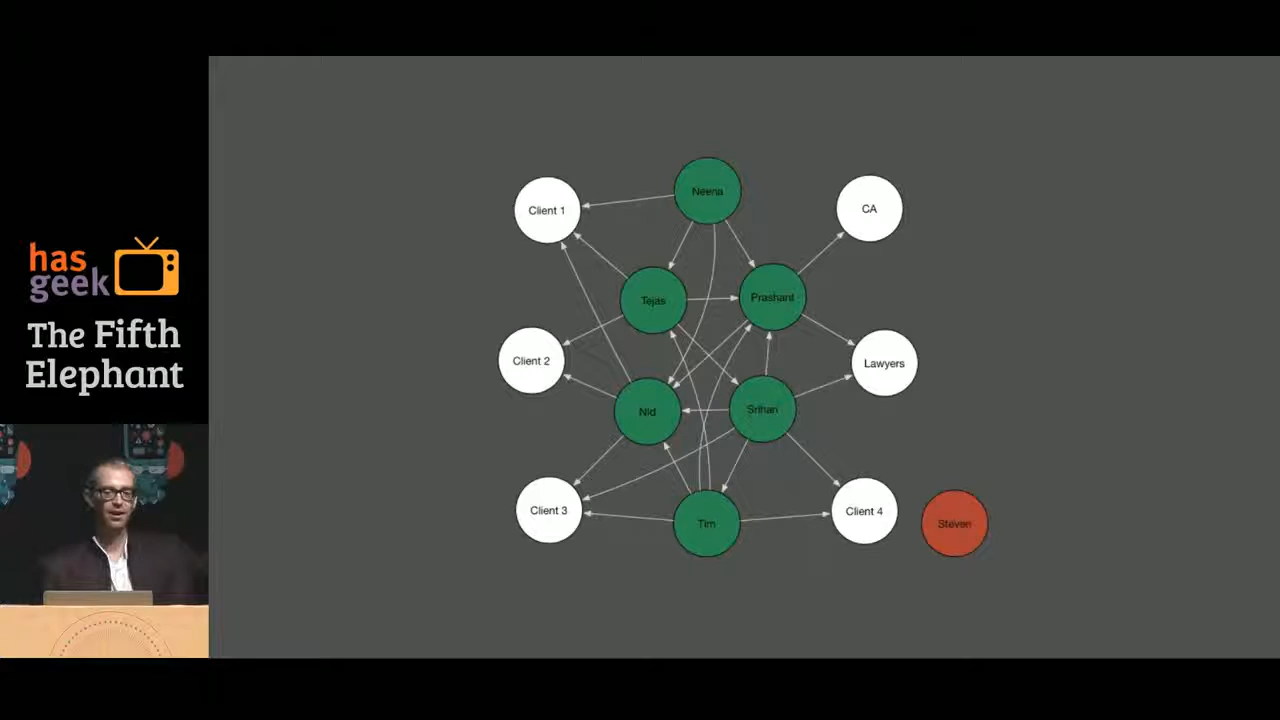 has
geek
The Fifth
Elephant
Neena
Client 1
CA
Tejas
Prashant
Client 2
Lawyers
Nid
Srihari
Client 3
Tim
Client 4
Steven